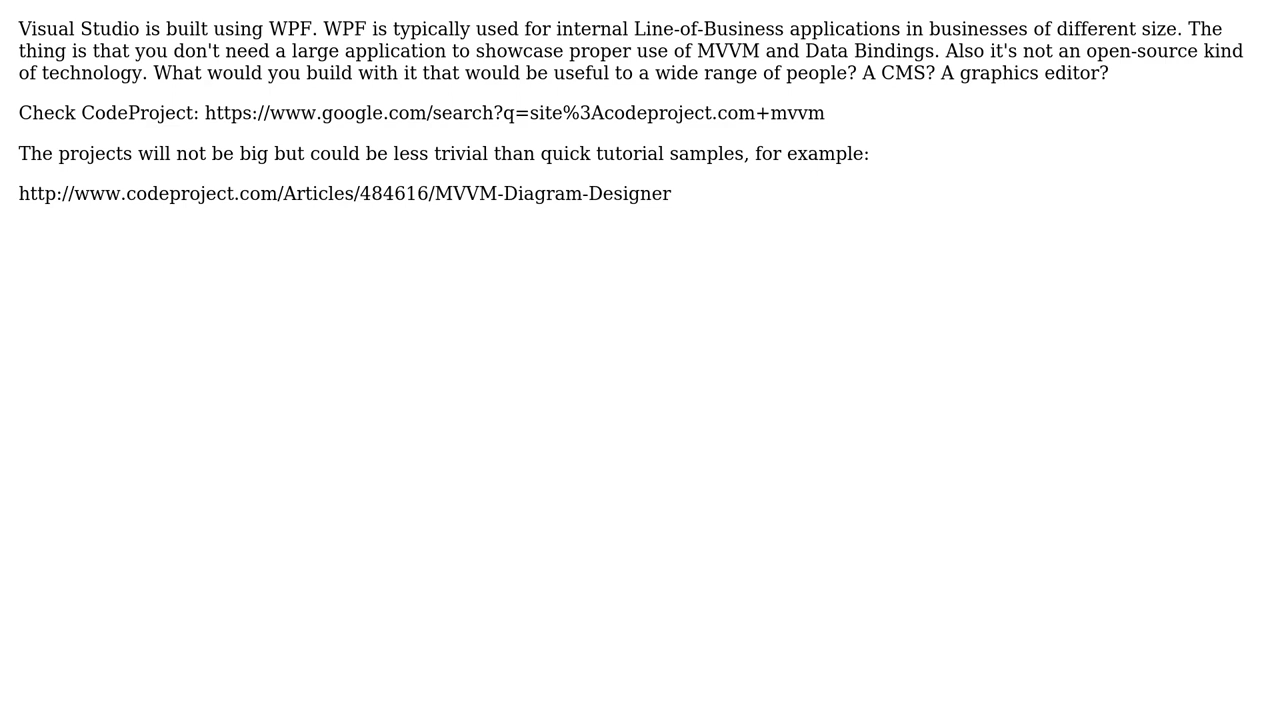 Visual Studio is built using WPF. WPF is typically used for internal Line-of-Business applications in businesses of different size. The
thing is that you don't need a large application to showcase proper use of MVVM and Data Bindings. Also it's not an open-source kind
of technology. What would you build with it that would be useful to a wide range of people? A CMS? A graphics editor?
Check CodeProject: https://www.google.com/search?q=site%3Acodeproject.com+mvvm
The projects will not be big but could be less trivial than quick tutorial samples, for example:
http://www.codeproject.com/Articles/484616/MVVM-Diagram-Designer